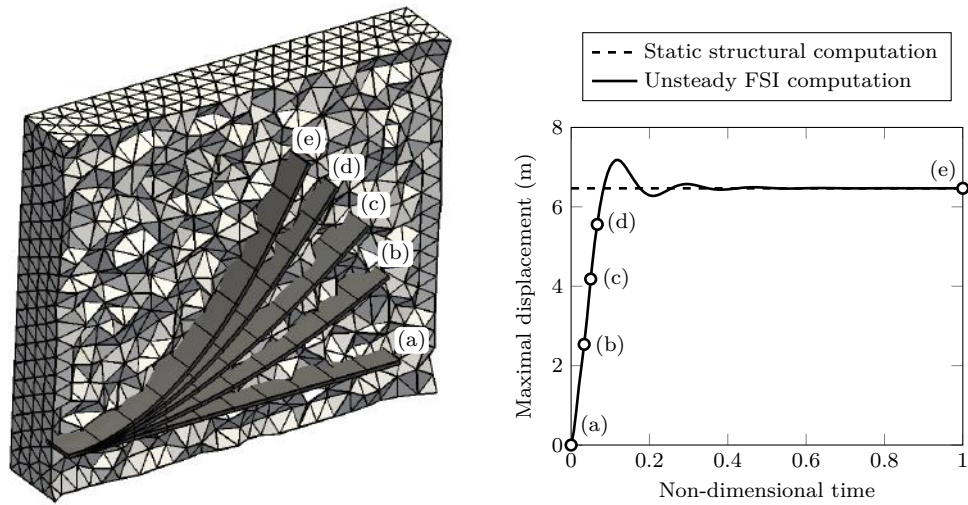 (e)
(d)
(c)
(b)
(a)
Static structural computation
Unsteady FSI computation
Maximal displacement (m)
8
6
4
2
0
(e)
(d)
(c)
(b)
(a)
0 0.2 0.4 0.6 0.8 1
Non-dimensional time